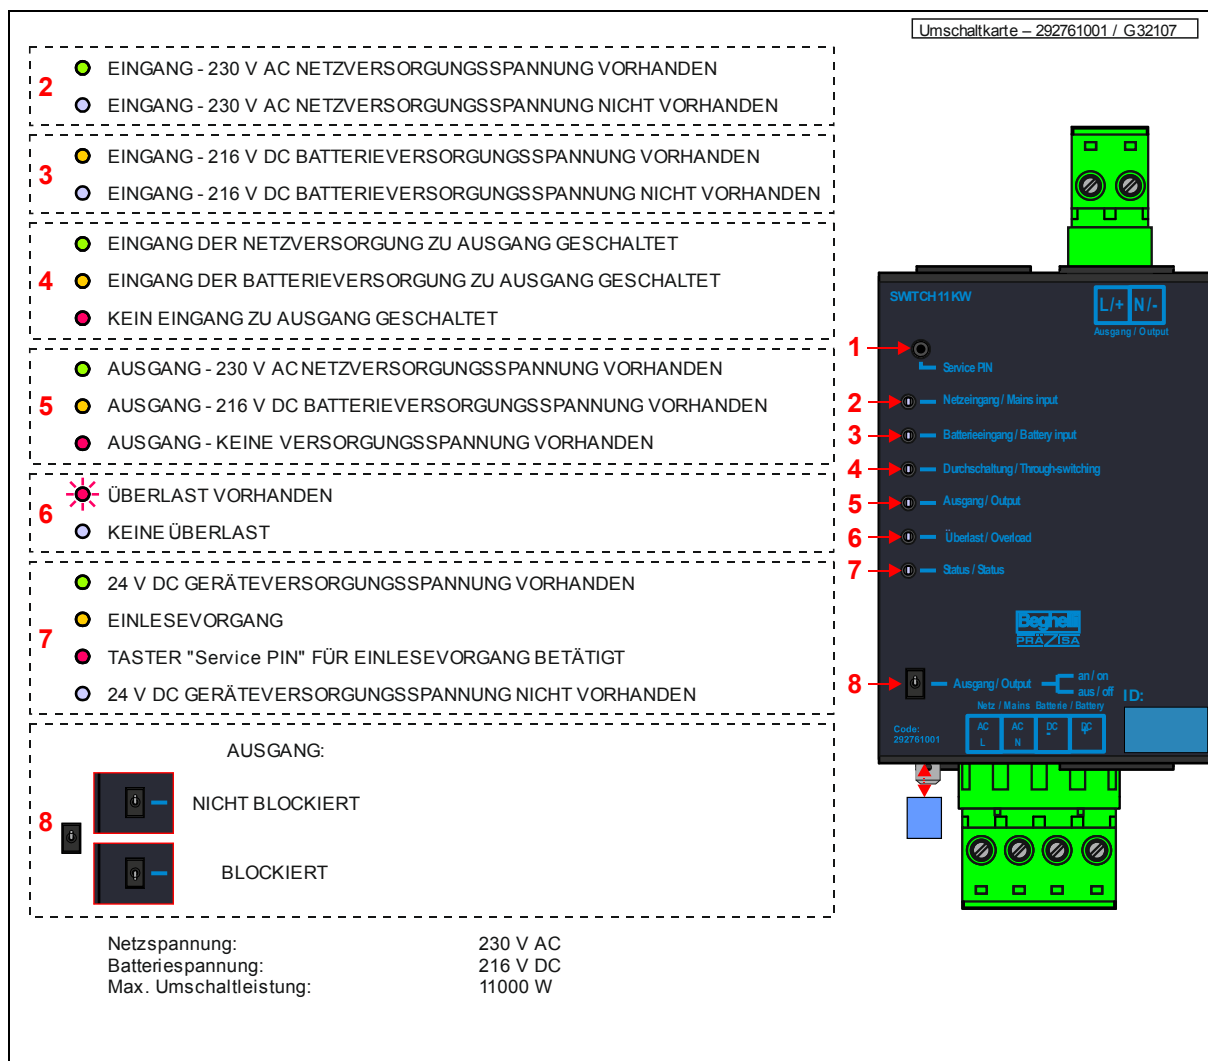 Umschaltkarte – 292761001 / G32107
2
EINGANG - 230 V AC NETZVERSORGUNGSSPANNUNG VORHANDEN
EINGANG - 230 V AC NETZVERSORGUNGSSPANNUNG NICHT VORHANDEN
3
EINGANG - 216 V DC BATTERIEVERSORGUNGSSPANNUNG VORHANDEN
EINGANG - 216 V DC BATTERIEVERSORGUNGSSPANNUNG NICHT VORHANDEN
4
EINGANG DER NETZVERSORGUNG ZU AUSGANG GESCHALTET
EINGANG DER BATTERIEVERSORGUNG ZU AUSGANG GESCHALTET
KEIN EINGANG ZU AUSGANG GESCHALTET
5
AUSGANG - 230 V AC NETZVERSORGUNGSSPANNUNG VORHANDEN
AUSGANG - 216 V DC BATTERIEVERSORGUNGSSPANNUNG VORHANDEN
AUSGANG - KEINE VERSORGUNGSSPANNUNG VORHANDEN
6
ÜBERLAST VORHANDEN
KEINE ÜBERLAST
7
24 V DC GERÄTEVERSORGUNGSSPANNUNG VORHANDEN
EINLESEVORGANG
TASTER "Service PIN" FÜR EINLESEVORGANG BETÄTIGT
24 V DC GERÄTEVERSORGUNGSSPANNUNG NICHT VORHANDEN
8
AUSGANG:
NICHT BLOCKIERT
BLOCKIERT
Netzspannung: 230 V AC
Batteriespannung: 216 V DC
Max. Umschaltleistung: 11000 W
SWITCH 11 KW
L/+ N/-
Ausgang / Output
1
Service PIN
2 Netzeingang / Mains input
3 Batterieeingang / Battery input
4 Durchschaltung / Through-switching
5 Ausgang / Output
6 Überlast / Overload
7 Status / Status
Beghelli
PRÄZISA
8 Ausgang / Output
an / on
aus / off
ID:
Netz / Mains Batterie / Battery
Code:
292761001
AC L
AC N
DC -
DC +